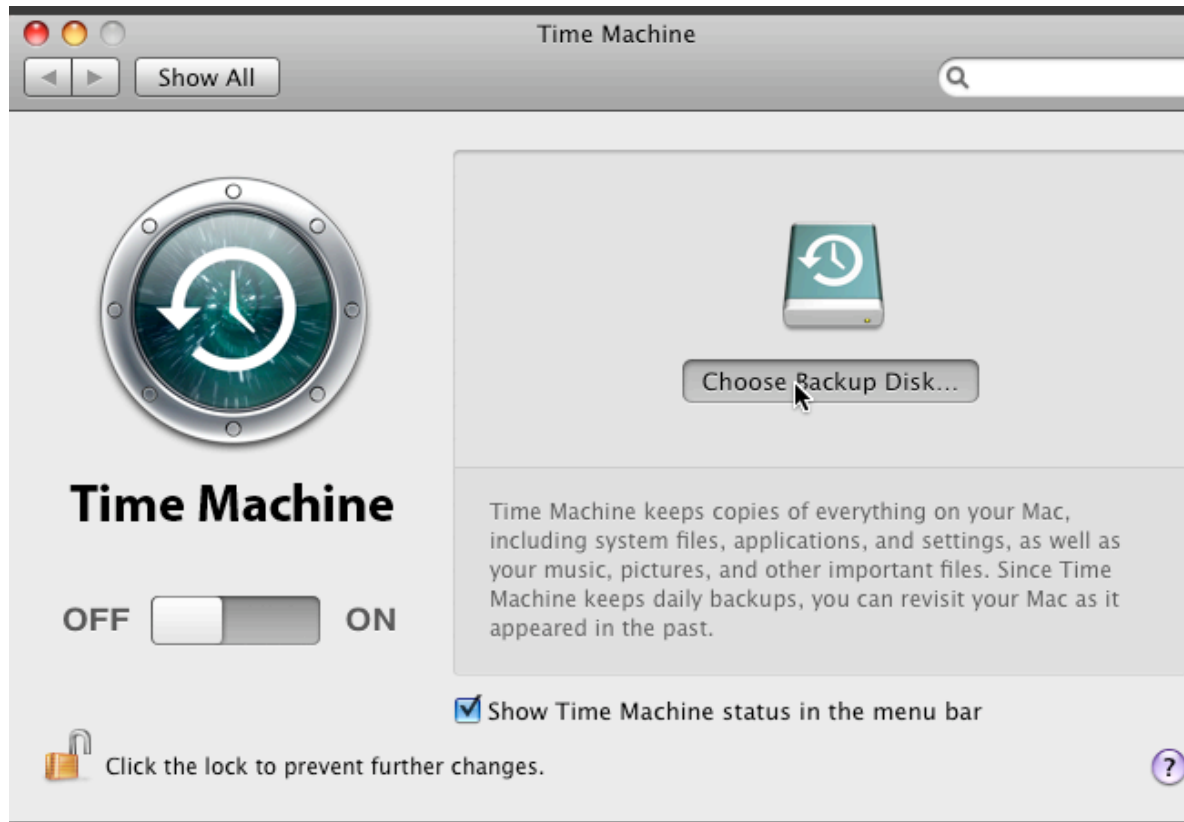 Time Machine
Show All
Choose Backup Disk...
Time Machine
Time Machine keeps copies of everything on your Mac,
including system files, applications, and settings, as well as
your music, pictures, and other important files. Since Time
Machine keeps daily backups, you can revisit your Mac as it
appeared in the past.
OFF ON
Show Time Machine status in the menu bar
Click the lock to prevent further changes.
?